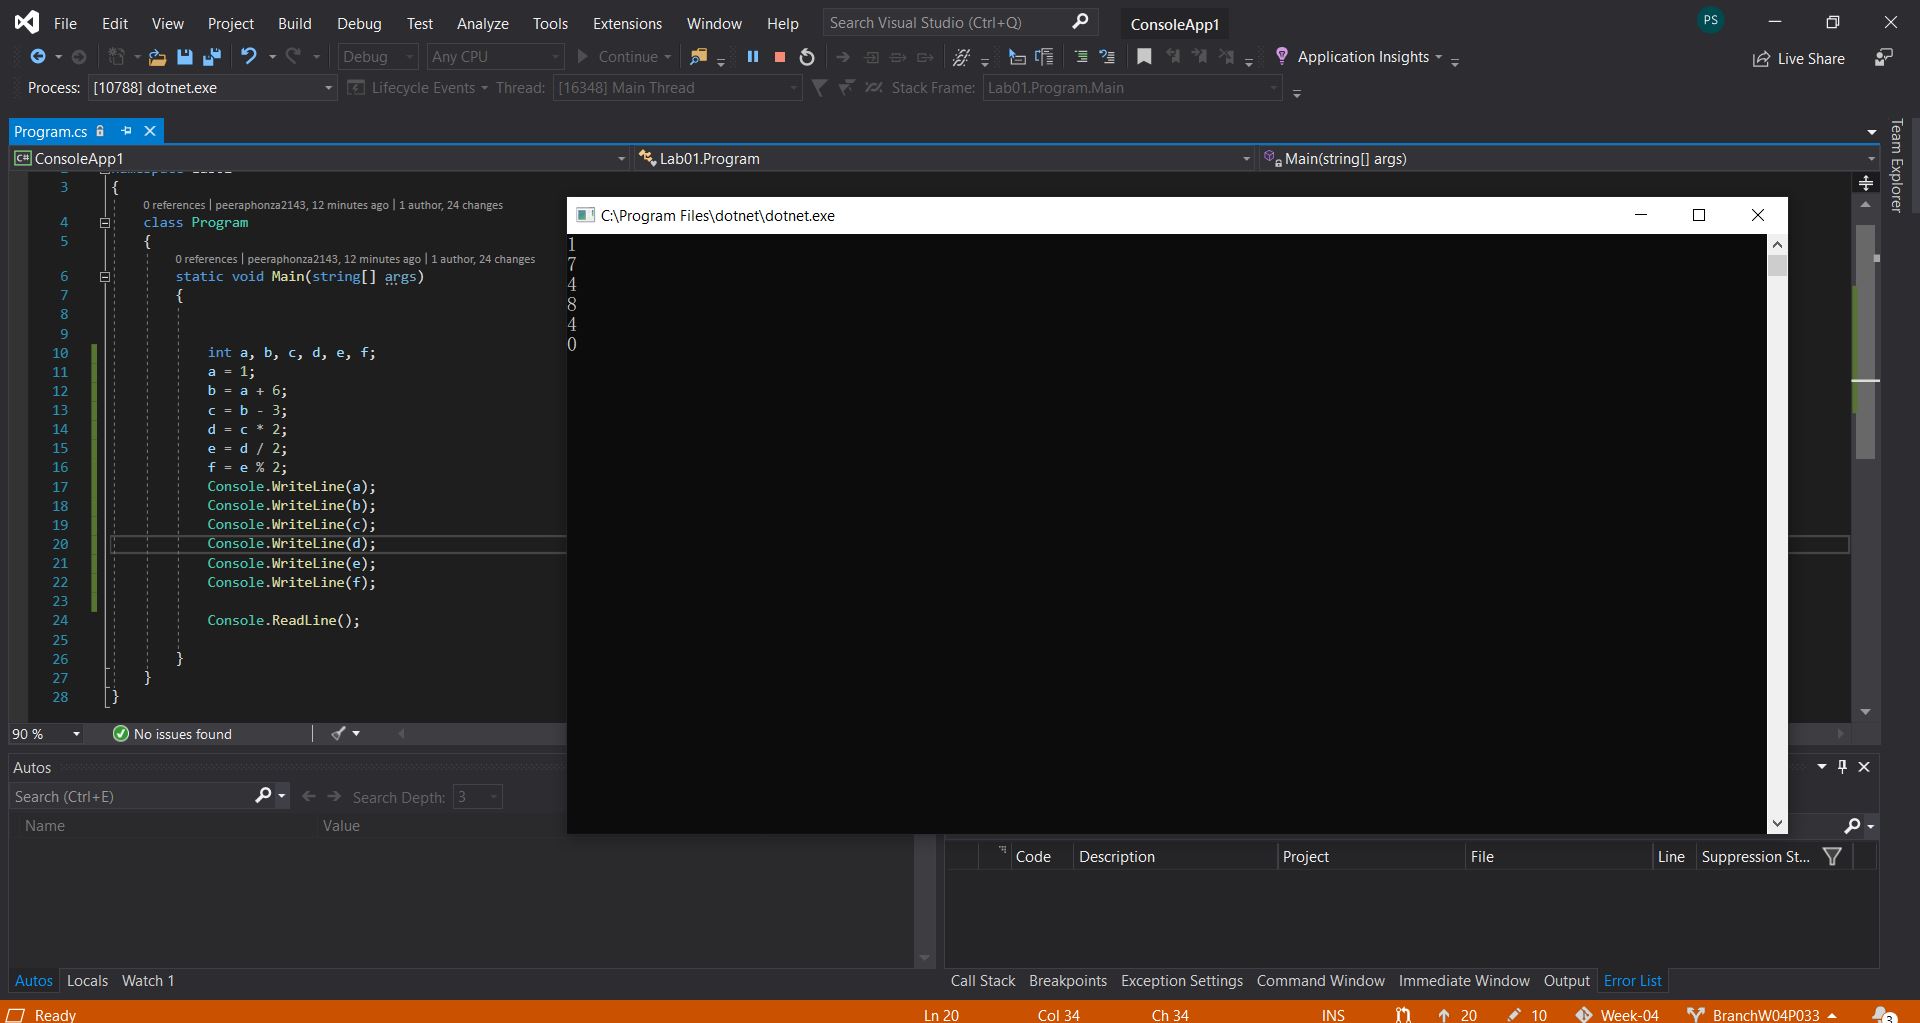 File Edit View Project Build Debug Test Analyze Tools Extensions Window Help Search Visual Studio (Ctrl+Q) ConsoleApp1 PS
Debug Any CPU Continue Application Insights Live Share
Process: [10788] dotnet.exe Lifecycle Events Thread: [16348] Main Thread Stack Frame: Lab01.Program.Main
Program.cs
C# ConsoleApp1 Lab01.Program Main(string[] args)
Team Explorer
3 {
0 references | peeraphonza2143, 12 minutes ago | 1 author, 24 changes
4 class Program
5 {
0 references | peeraphonza2143, 12 minutes ago | 1 author, 24 changes
6 static void Main(string[] args)
7 {
8
9
10 int a, b, c, d, e, f;
11 a = 1;
12 b = a + 6;
13 c = b - 3;
14 d = c * 2;
15 e = d / 2;
16 f = e % 2;
17 Console.WriteLine(a);
18 Console.WriteLine(b);
19 Console.WriteLine(c);
20 Console.WriteLine(d);
21 Console.WriteLine(e);
22 Console.WriteLine(f);
23
24 Console.ReadLine();
25
26 }
27 }
28 }
C:\Program Files\dotnet\dotnet.exe
1
7
4
8
4
0
90 % No issues found
Autos
Search (Ctrl+E) Search Depth: 3
Name Value
Code Description Project File Line Suppression St...
Autos Locals Watch 1
Call Stack Breakpoints Exception Settings Command Window Immediate Window Output Error List
Ready Ln 20 Col 34 Ch 34 INS 20 10 Week-04 BranchW04P033 3